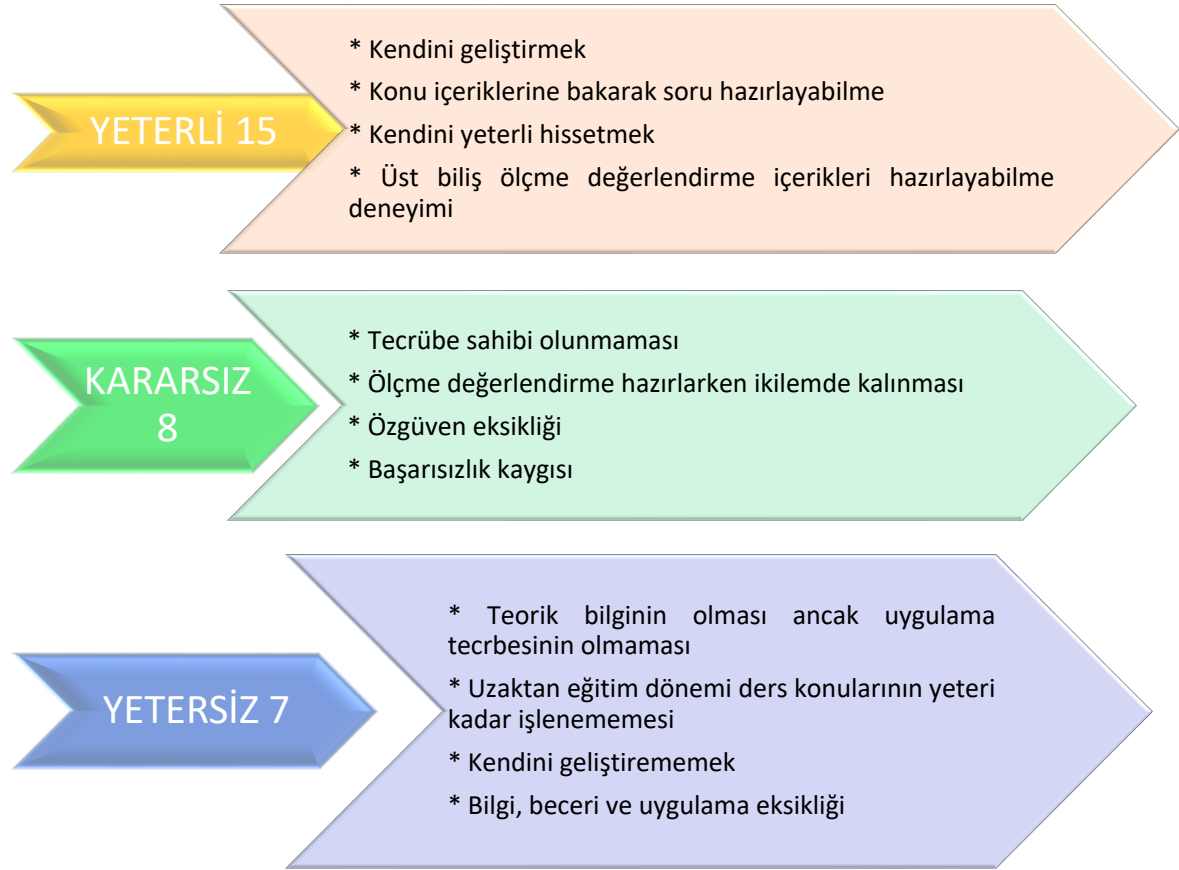 YETERLİ 15
* Kendini geliştirmek
* Konu içeriklerine bakarak soru hazırlayabilme
* Kendini yeterli hissetmek
* Üst biliş ölçme değerlendirme içerikleri hazırlayabilme
deneyimi
KARARSIZ
8
* Tecrübe sahibi olunmaması
* Ölçme değerlendirme hazırlarken ikilemde kalınması
* Özgüven eksikliği
* Başarısızlık kaygısı
YETERSİZ 7
* Teorik bilginin olması ancak uygulama
tecrbesinin olmaması
* Uzaktan eğitim dönemi ders konularının yeteri
kadar işlenememesi
* Kendini geliştirememek
* Bilgi, beceri ve uygulama eksikliği